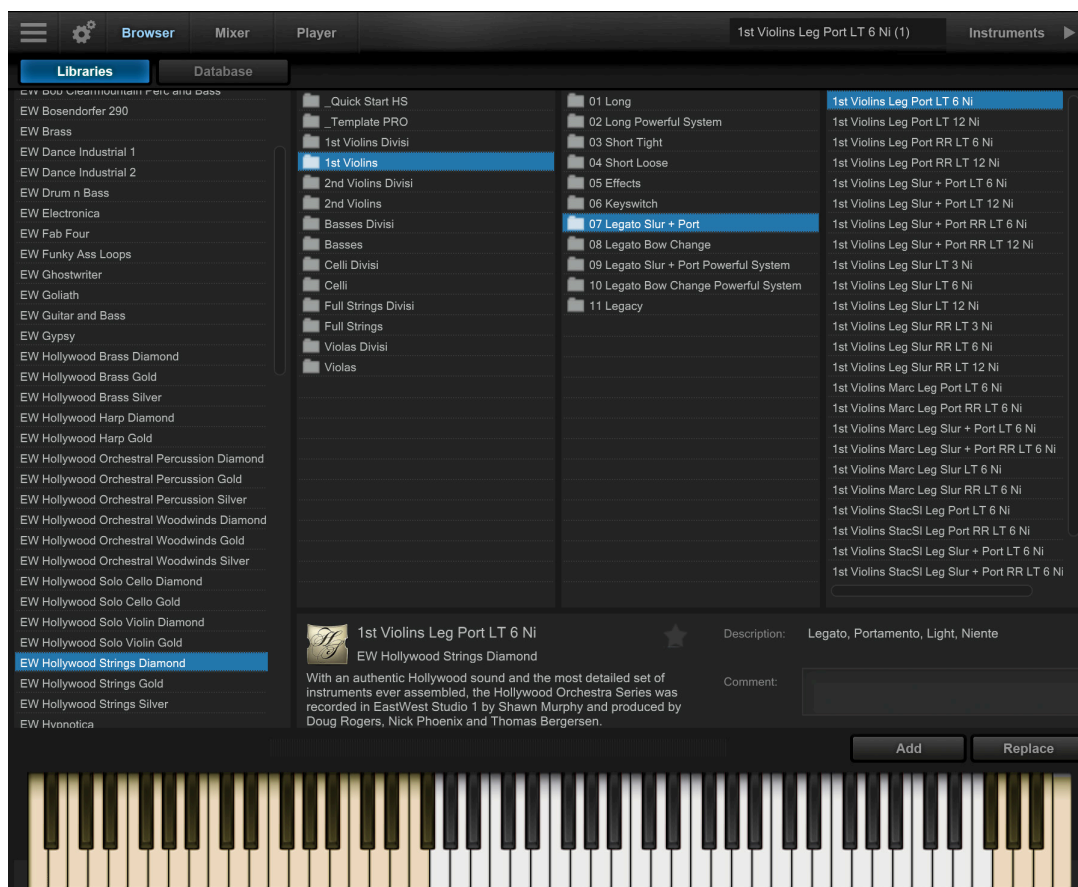 Browser
Mixer
Player
1st Violins Leg Port LT 6 Ni (1)
Instruments
Libraries
Database
EW Bob Clearmountain Perc and Bass
EW Bosendorfer 290
EW Brass
EW Dance Industrial 1
EW Dance Industrial 2
EW Drum n Bass
EW Electronica
EW Fab Four
EW Funky Ass Loops
EW Ghostwriter
EW Goliath
EW Guitar and Bass
EW Gypsy
EW Hollywood Brass Diamond
EW Hollywood Brass Gold
EW Hollywood Brass Silver
EW Hollywood Harp Diamond
EW Hollywood Harp Gold
EW Hollywood Orchestral Percussion Diamond
EW Hollywood Orchestral Percussion Gold
EW Hollywood Orchestral Percussion Silver
EW Hollywood Orchestral Woodwinds Diamond
EW Hollywood Orchestral Woodwinds Gold
EW Hollywood Orchestral Woodwinds Silver
EW Hollywood Solo Cello Diamond
EW Hollywood Solo Cello Gold
EW Hollywood Solo Violin Diamond
EW Hollywood Solo Violin Gold
EW Hollywood Strings Diamond
EW Hollywood Strings Gold
EW Hollywood Strings Silver
EW Hypnotica
_Quick Start HS
_Template PRO
1st Violins Divisi
1st Violins
2nd Violins Divisi
2nd Violins
Basses Divisi
Basses
Celli Divisi
Celli
Full Strings Divisi
Full Strings
Violas Divisi
Violas
01 Long
02 Long Powerful System
03 Short Tight
04 Short Loose
05 Effects
06 Keyswitch
07 Legato Slur + Port
08 Legato Bow Change
09 Legato Slur + Port Powerful System
10 Legato Bow Change Powerful System
11 Legacy
1st Violins Leg Port LT 6 Ni
1st Violins Leg Port LT 12 Ni
1st Violins Leg Port RR LT 6 Ni
1st Violins Leg Port RR LT 12 Ni
1st Violins Leg Slur + Port LT 6 Ni
1st Violins Leg Slur + Port LT 12 Ni
1st Violins Leg Slur + Port RR LT 6 Ni
1st Violins Leg Slur + Port RR LT 12 Ni
1st Violins Leg Slur LT 3 Ni
1st Violins Leg Slur LT 6 Ni
1st Violins Leg Slur LT 12 Ni
1st Violins Leg Slur RR LT 3 Ni
1st Violins Leg Slur RR LT 6 Ni
1st Violins Leg Slur RR LT 12 Ni
1st Violins Marc Leg Port LT 6 Ni
1st Violins Marc Leg Port RR LT 6 Ni
1st Violins Marc Leg Slur + Port LT 6 Ni
1st Violins Marc Leg Slur + Port RR LT 6 Ni
1st Violins Marc Leg Slur LT 6 Ni
1st Violins Marc Leg Slur RR LT 6 Ni
1st Violins StacSl Leg Port LT 6 Ni
1st Violins StacSl Leg Port RR LT 6 Ni
1st Violins StacSl Leg Slur + Port LT 6 Ni
1st Violins StacSl Leg Slur + Port RR LT 6 Ni
1st Violins Leg Port LT 6 Ni
EW Hollywood Strings Diamond
With an authentic Hollywood sound and the most detailed set of
instruments ever assembled, the Hollywood Orchestra Series was
recorded in EastWest Studio 1 by Shawn Murphy and produced by
Doug Rogers, Nick Phoenix and Thomas Bergersen.
Description:
Legato, Portamento, Light, Niente
Comment:
Add
Replace